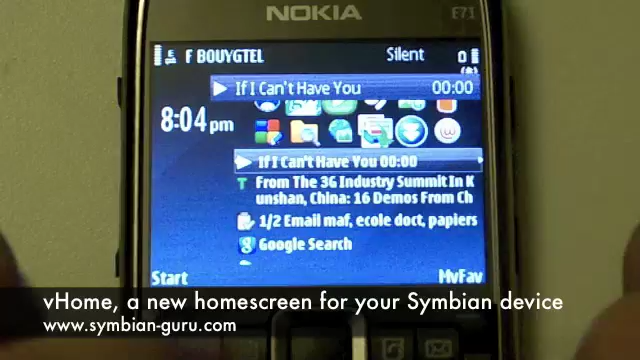 NOKIA
E71
F BOUYGTEL
Silent
If I Can't Have You 00:00
8:04 pm
If I Can't Have You 00:00
T From The 3G Industry Summit In K
unshan, China: 16 Demos From Ch
1/2 Email maf, ecole doct, papiers
Google Search
Start
MyFav
vHome, a new homescreen for your Symbian device
www.symbian-guru.com